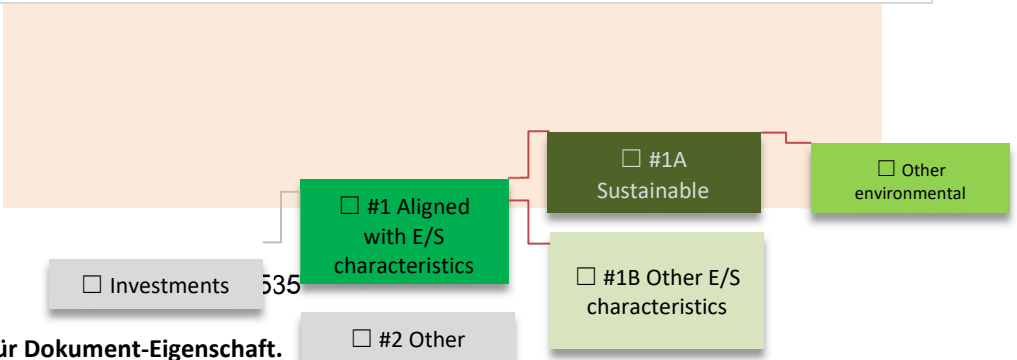 ☐ #1A
Sustainable
☐ Other
environmental
☐ #1 Aligned
with E/S
characteristics
☐ #1B Other E/S
characteristics
☐ Investments
535
☐ #2 Other
ür Dokument-Eigenschaft.